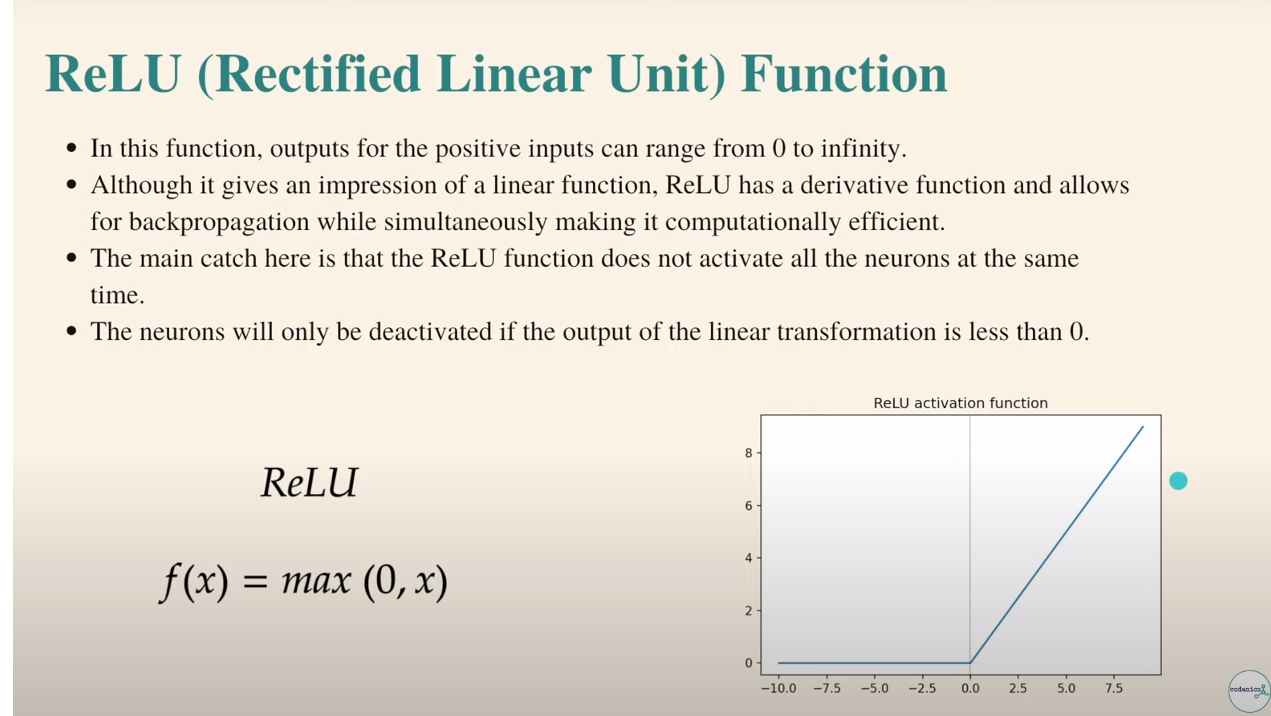 ReLU (Rectified Linear Unit) Function
• In this function, outputs for the positive inputs can range from 0 to infinity.
• Although it gives an impression of a linear function, ReLU has a derivative function and allows
for backpropagation while simultaneously making it computationally efficient.
• The main catch here is that the ReLU function does not activate all the neurons at the same
time.
• The neurons will only be deactivated if the output of the linear transformation is less than 0.
ReLU
f(x) = max (0, x)
ReLU activation function
8
6
4
2
0
−10.0 −7.5 −5.0 −2.5 0.0 2.5 5.0 7.5
codanics